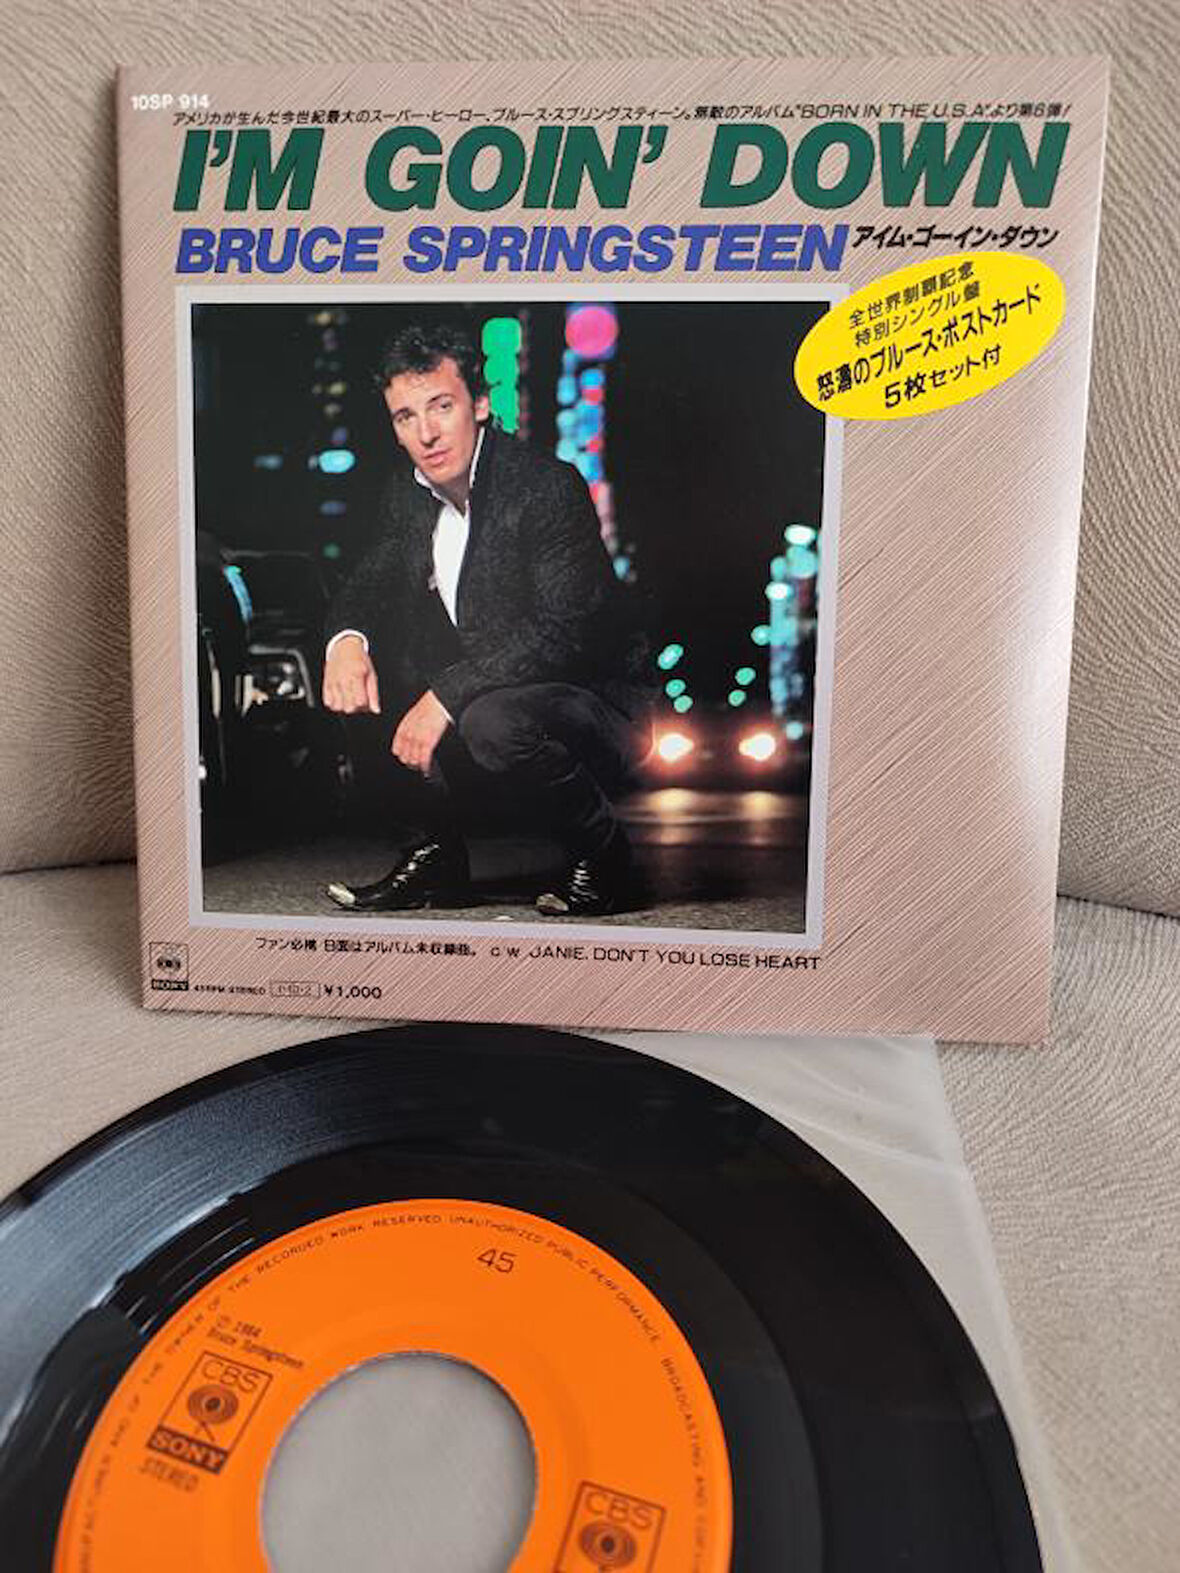 10SP 914
アメリカが生んだ今世紀最大のスーパー・ヒーロー、ブルース・スプリングスティーン。無敵のアルバム"BORN IN THE U.S.A"より第6弾!
I'M GOIN' DOWN
BRUCE SPRINGSTEEN アイム・ゴーイン・ダウン
全世界制覇記念
特別シングル盤
怒濤のブルース・ポストカード
5枚セット付
ファン必携 B面はアルバム未収録曲。 c/w JANIE, DON'T YOU LOSE HEART
SONY 45RPM STEREO ¥1,000
OF THE RECORDED WORK RESERVED UNAUTHORIZED PUBLIC PERFORMANCE BROADCASTING AND
45
℗ 1984
Bruce Springsteen
CBS
SONY
STEREO
CBS